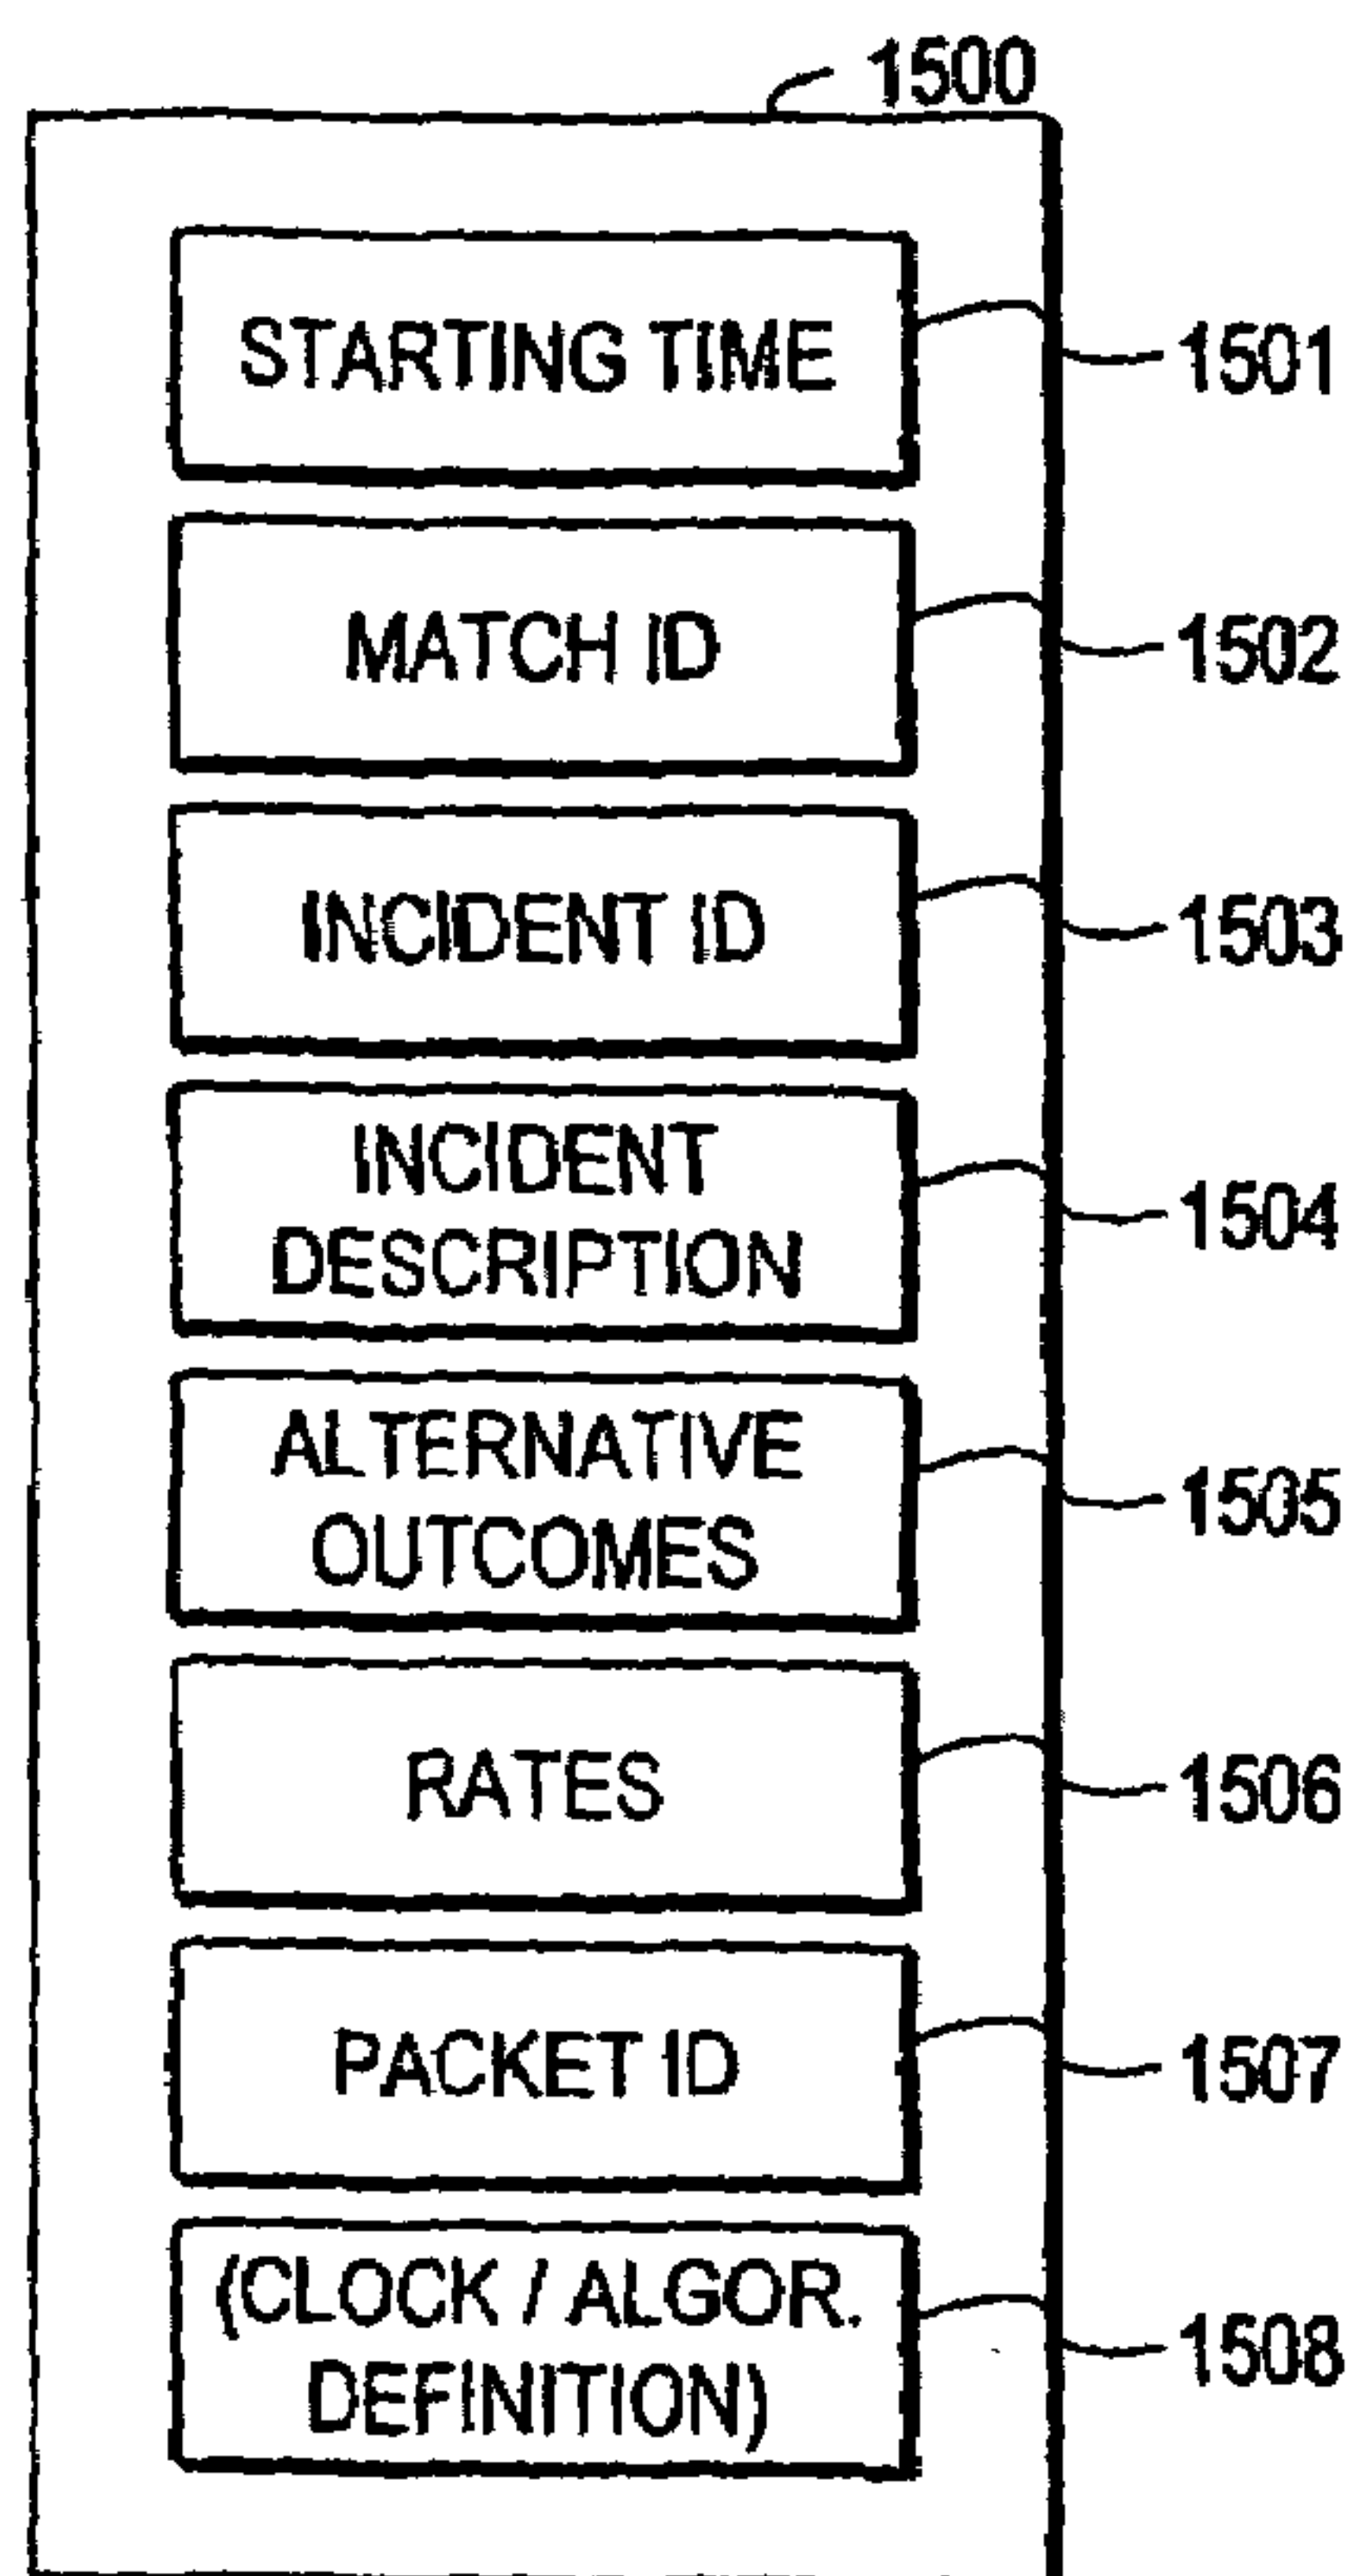 1500
STARTING TIME
1501
MATCH ID
1502
INCIDENT ID
1503
INCIDENT
DESCRIPTION
1504
ALTERNATIVE
OUTCOMES
1505
RATES
1506
PACKET ID
1507
(CLOCK / ALGOR.
DEFINITION)
1508